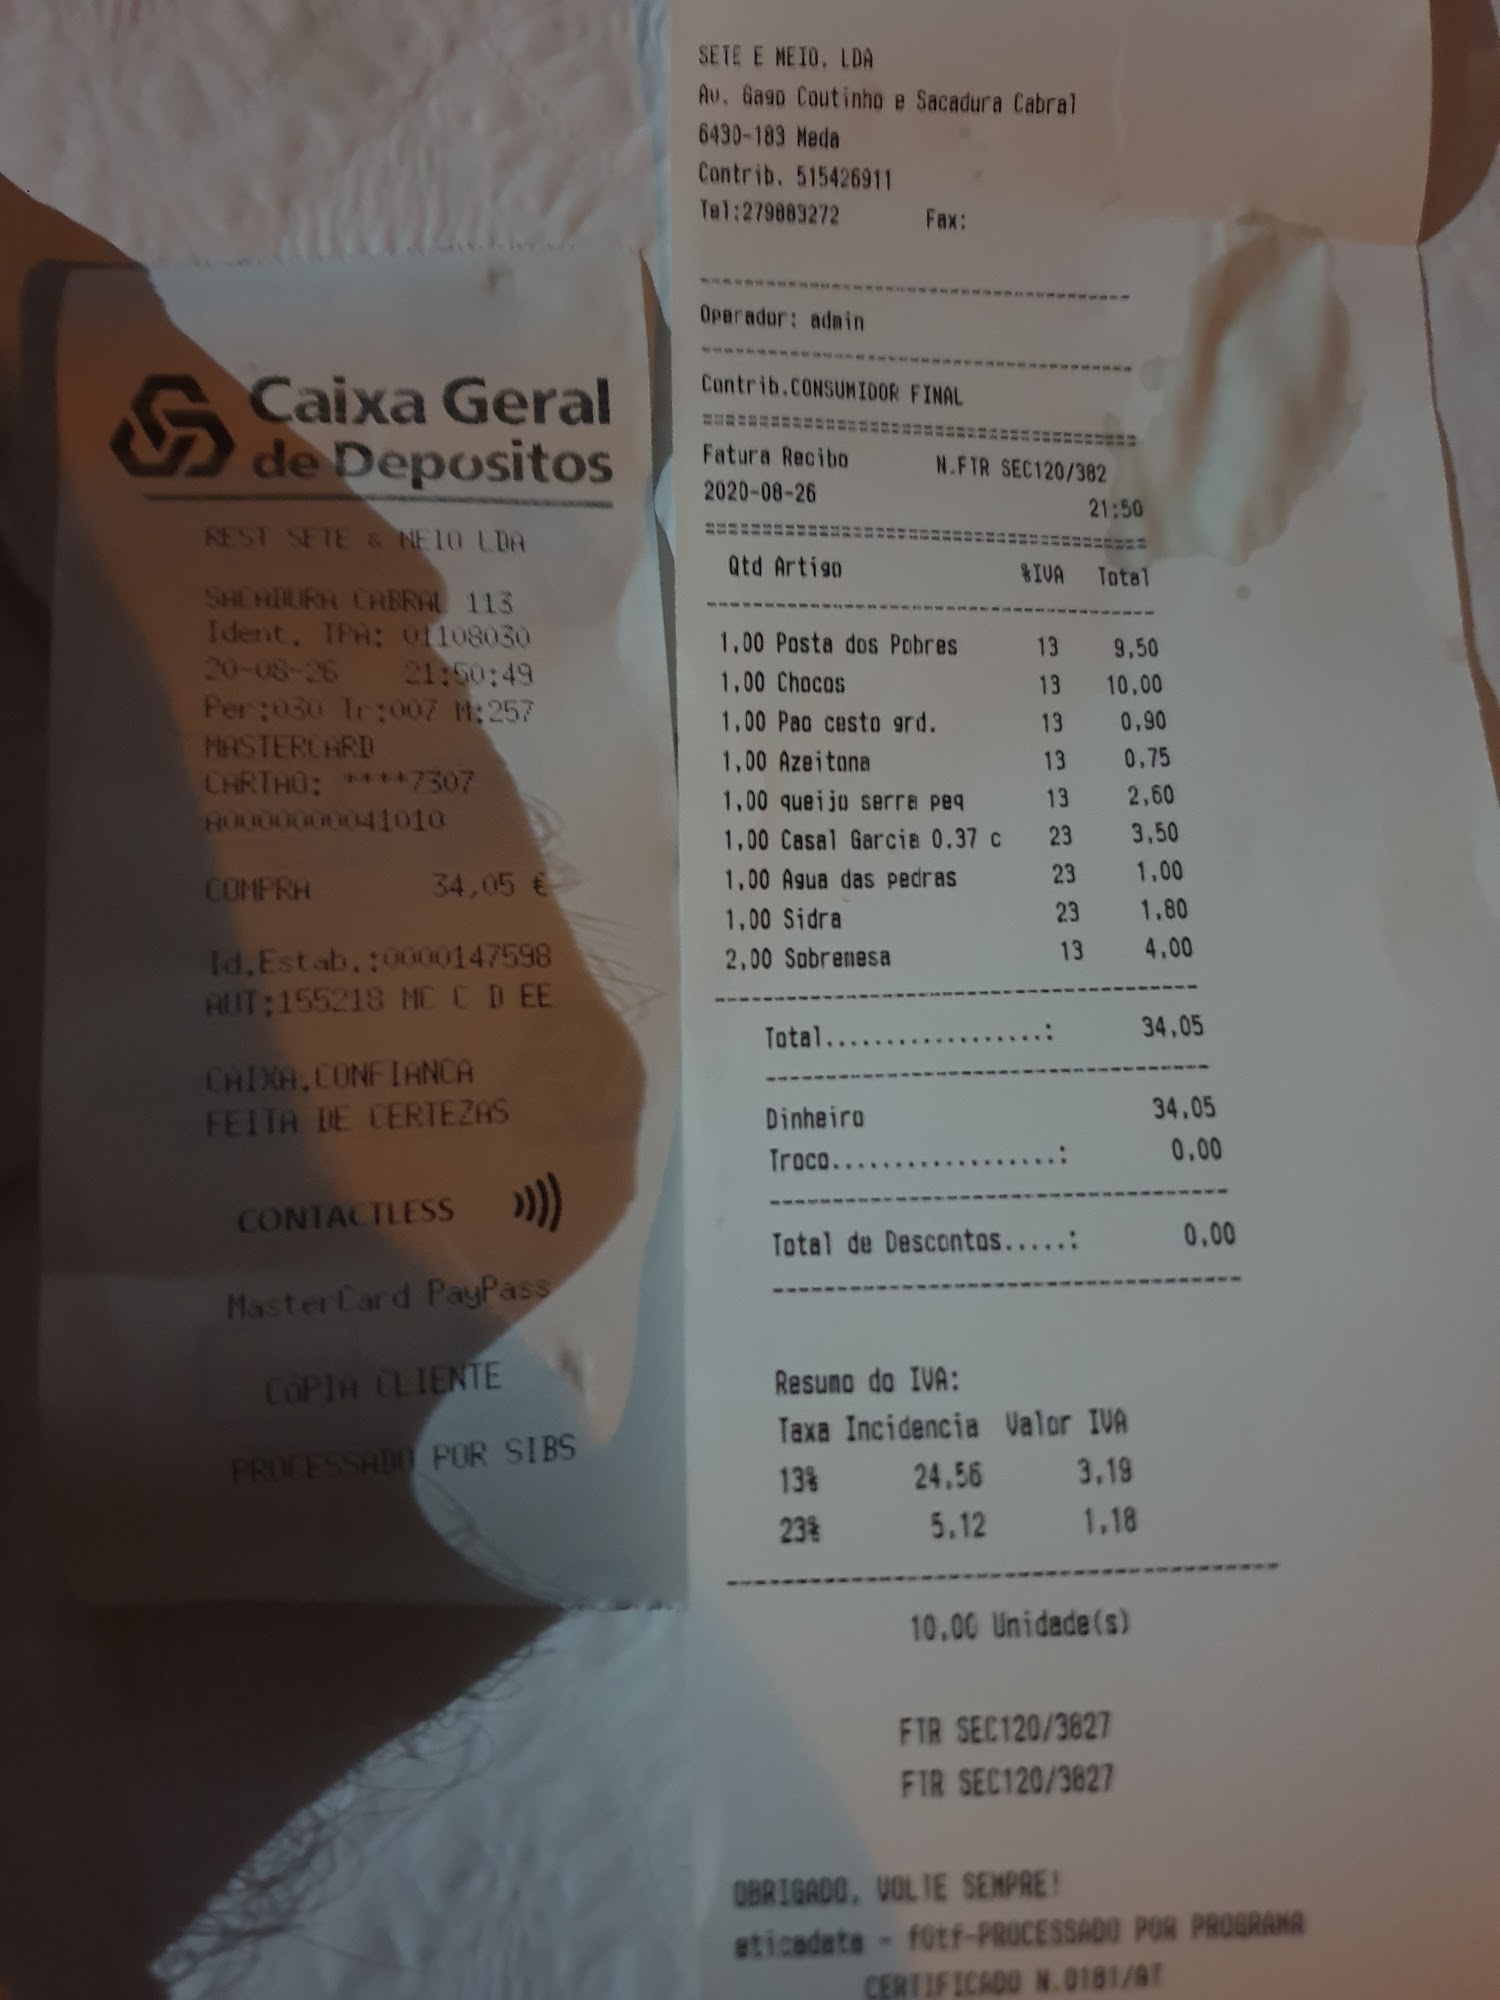 Caixa Geral
de Depositos
REST SETE & MEIO LDA
SACADURA CABRAL 113
Ident. TPA: 01108030
20-08-26 21:50:49
Per:030 Tr:007 M:257
MASTERCARD
CARTAO: ****7307
A0000000041010
COMPRA 34,05 €
Id.Estab.:0000147598
AUT:155218 MC C D EE
CAIXA.CONFIANCA
FEITA DE CERTEZAS
CONTACTLESS
MasterCard PayPass
CóPIA CLIENTE
PROCESSADO POR SIBS
SETE E MEIO, LDA
Av. Gago Coutinho e Sacadura Cabral
6430-183 Meda
Contrib. 515426911
Tel:279883272 Fax:
Operador: admin
Contrib.CONSUMIDOR FINAL
Fatura Recibo N.FTR SEC120/382
2020-08-26 21:50
Qtd Artigo %IVA Total
1,00 Posta dos Pobres 13 9,50
1,00 Chocos 13 10,00
1,00 Pao cesto grd. 13 0,90
1,00 Azeitona 13 0,75
1,00 queijo serra peq 13 2,60
1,00 Casal Garcia 0.37 c 23 3,50
1,00 Agua das pedras 23 1,00
1,00 Sidra 23 1,80
2,00 Sobremesa 13 4,00
Total...................: 34,05
Dinheiro 34,05
Troco...................: 0,00
Total de Descontos.....: 0,00
Resumo do IVA:
Taxa Incidencia Valor IVA
13% 24,56 3,19
23% 5,12 1,18
10,00 Unidade(s)
FTR SEC120/3827
FTR SEC120/3827
OBRIGADO, VOLTE SEMPRE!
eticadata - fQtf-PROCESSADO POR PROGRAMA
CERTIFICADO N.0181/AT